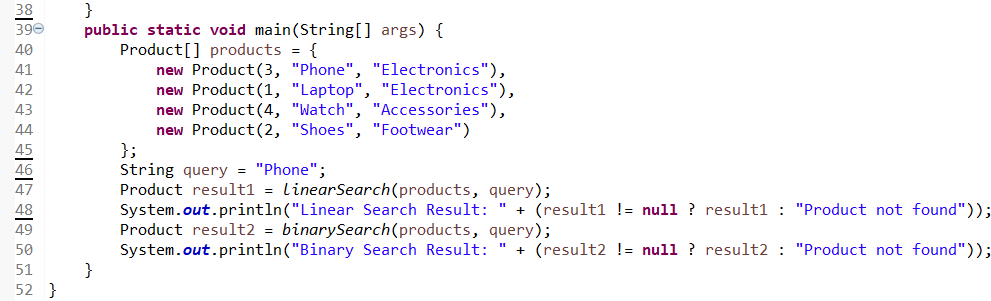 38 }
39 public static void main(String[] args) {
40 Product[] products = {
41 new Product(3, "Phone", "Electronics"),
42 new Product(1, "Laptop", "Electronics"),
43 new Product(4, "Watch", "Accessories"),
44 new Product(2, "Shoes", "Footwear")
45 };
46 String query = "Phone";
47 Product result1 = linearSearch(products, query);
48 System.out.println("Linear Search Result: " + (result1 != null ? result1 : "Product not found"));
49 Product result2 = binarySearch(products, query);
50 System.out.println("Binary Search Result: " + (result2 != null ? result2 : "Product not found"));
51 }
52 }